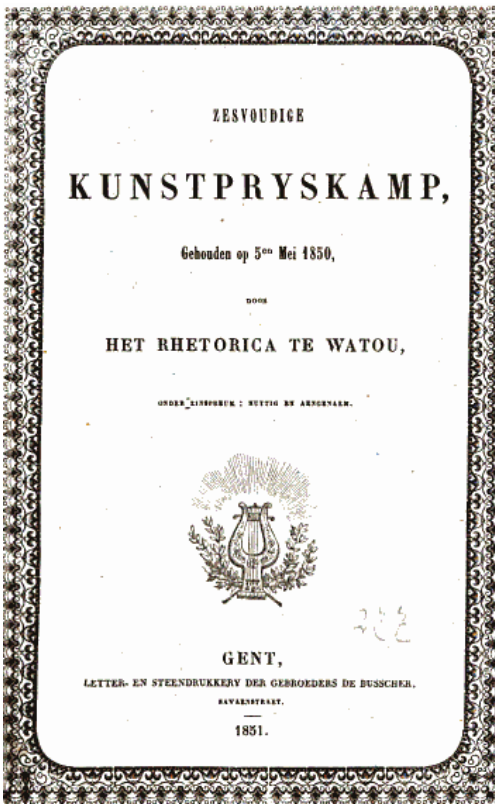 ZESVOUDIGE
KUNSTPRYSKAMP,
Gehouden op 5en Mei 1850,
DOOR
HET RHETORICA TE WATOU,
ONDER ZINSPREUK : NUTTIG EN AENGENAEM.
GENT,
LETTER- EN STEENDRUKKERY DER GEBROEDERS DE BUSSCHER,
SAVAENSTRAET.
1851.